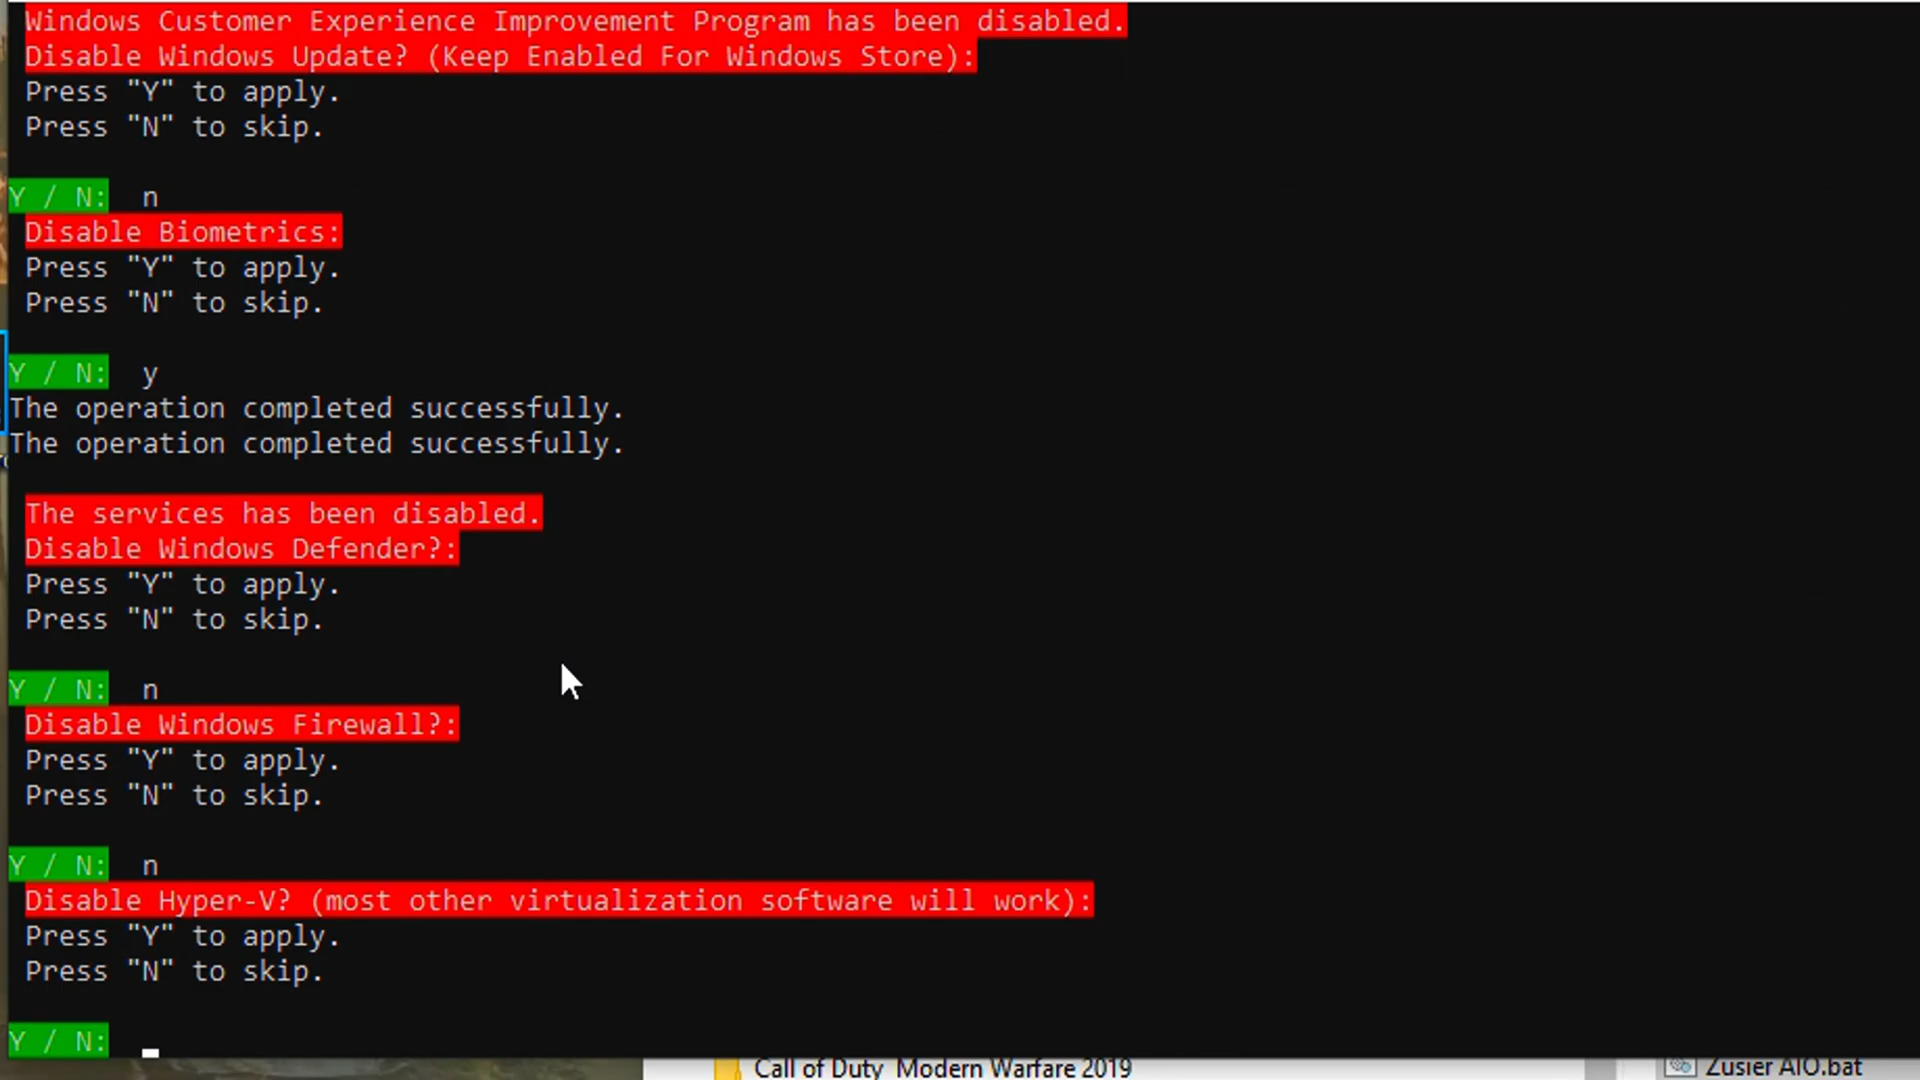 Windows Customer Experience Improvement Program has been disabled.
Disable Windows Update? (Keep Enabled For Windows Store):
Press "Y" to apply.
Press "N" to skip.
Y / N: n
Disable Biometrics:
Press "Y" to apply.
Press "N" to skip.
Y / N: y
The operation completed successfully.
The operation completed successfully.
The services has been disabled.
Disable Windows Defender?:
Press "Y" to apply.
Press "N" to skip.
Y / N: n
Disable Windows Firewall?:
Press "Y" to apply.
Press "N" to skip.
Y / N: n
Disable Hyper-V? (most other virtualization software will work):
Press "Y" to apply.
Press "N" to skip.
Y / N:
Call of Duty Modern Warfare 2019
Zusier AIO.bat